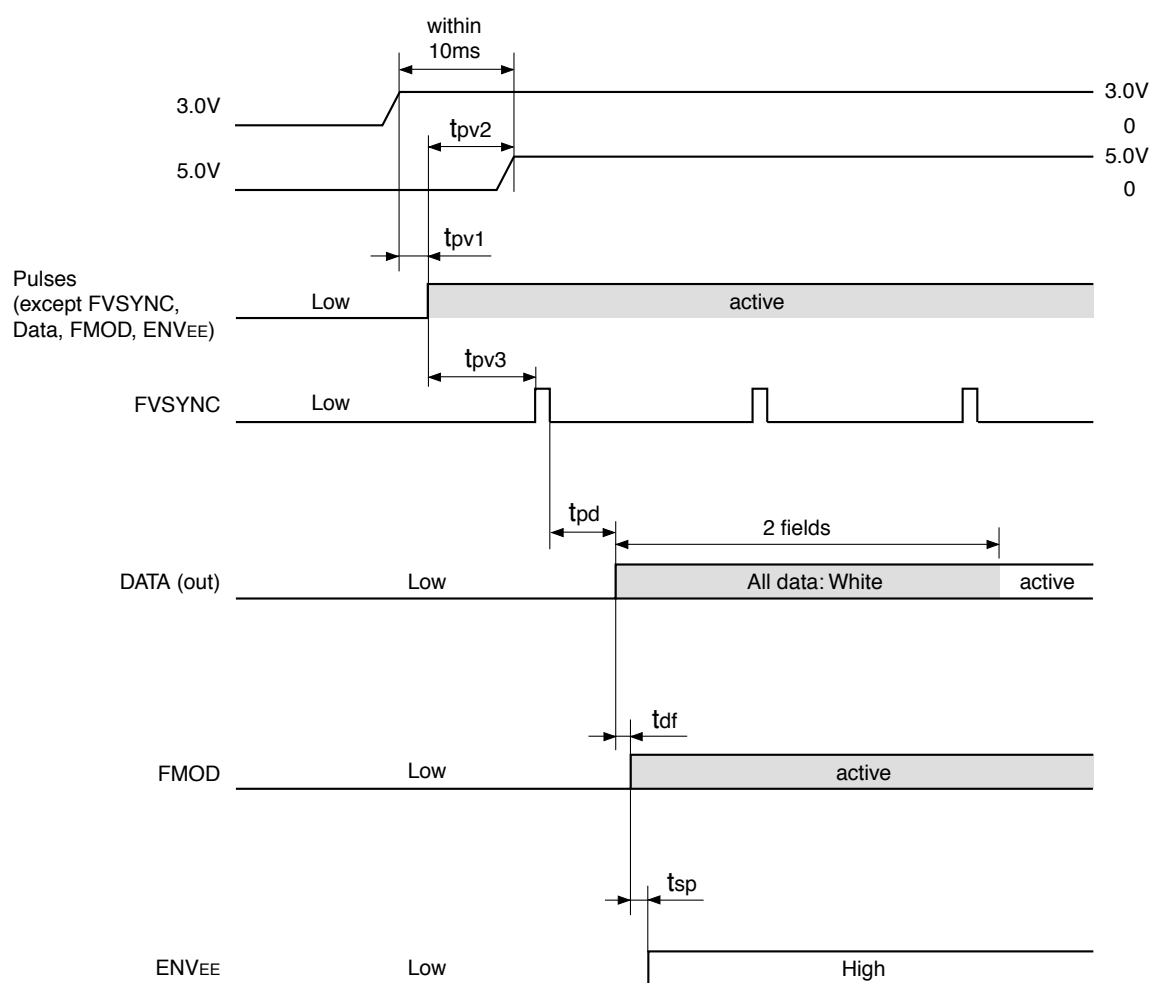 within
10ms
3.0V
3.0V
0
tpv2
5.0V
5.0V
0
tpv1
Pulses
(except FVSYNC,
Data, FMOD, ENVEE)
Low
active
tpv3
FVSYNC
Low
tpd
2 fields
DATA (out)
Low
All data: White
active
tdf
FMOD
Low
active
tsp
ENVEE
Low
High